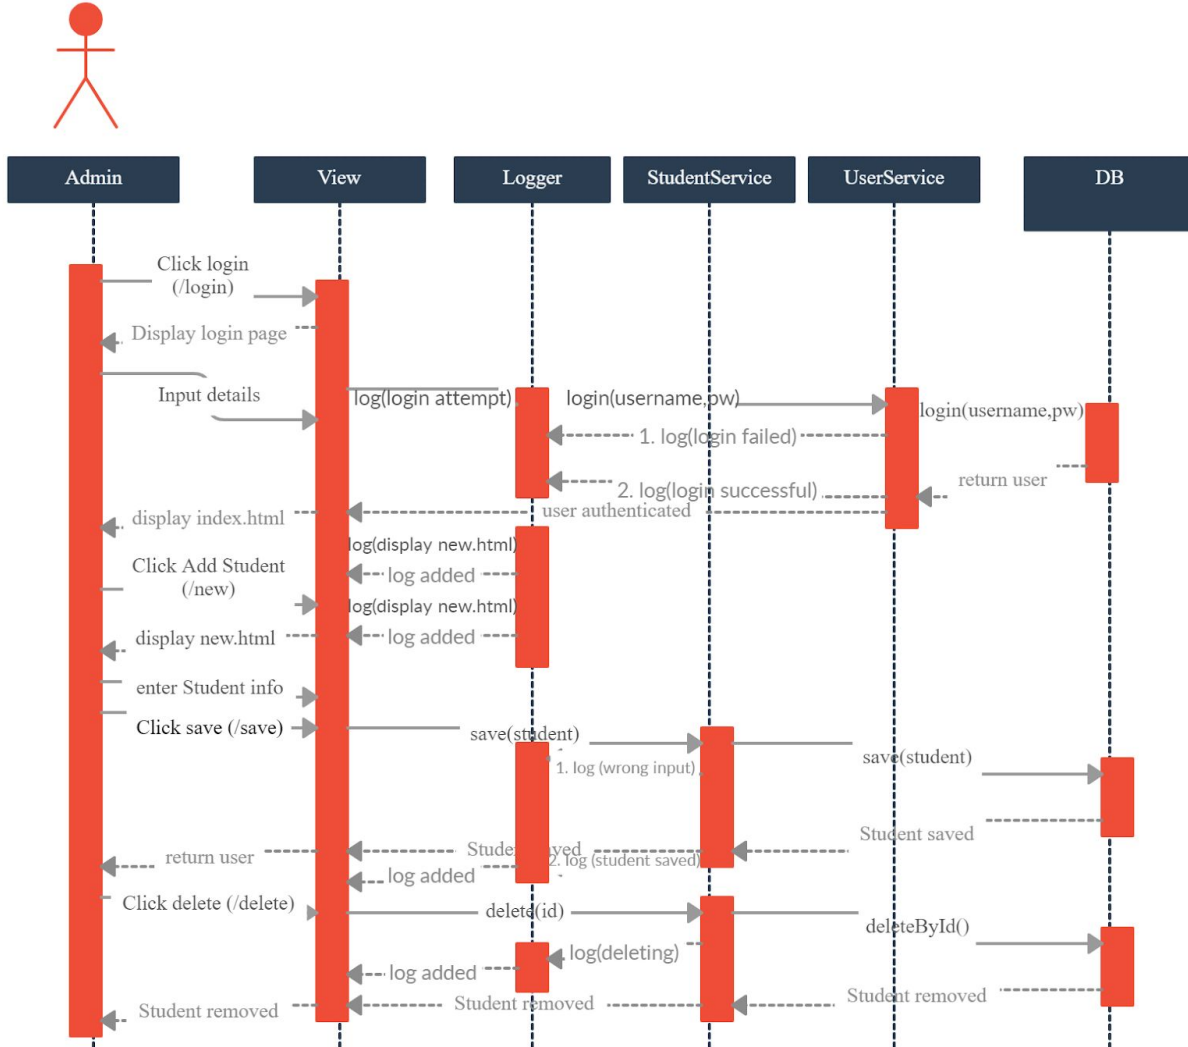 Admin
View
Logger
StudentService
UserService
DB
Click login
(/login)
Display login page
Input details
log(login attempt)
login(username,pw)
login(username,pw)
1. log(login failed)
return user
2. log(login successful)
user authenticated
display index.html
log(display new.html)
Click Add Student
(/new)
log added
log(display new.html)
display new.html
log added
enter Student info
Click save (/save)
save(student)
save(student)
1. log (wrong input)
Student saved
Student saved
return user
2. log (student saved)
log added
Click delete (/delete)
delete(id)
deleteById()
log(deleting)
log added
Student removed
Student removed
Student removed